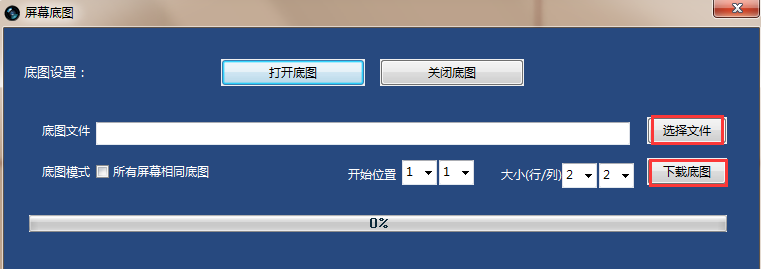 屏幕底图
底图设置：
打开底图
关闭底图
底图文件
选择文件
底图模式
所有屏幕相同底图
开始位置
1
1
大小(行/列)
2
2
下载底图
0%